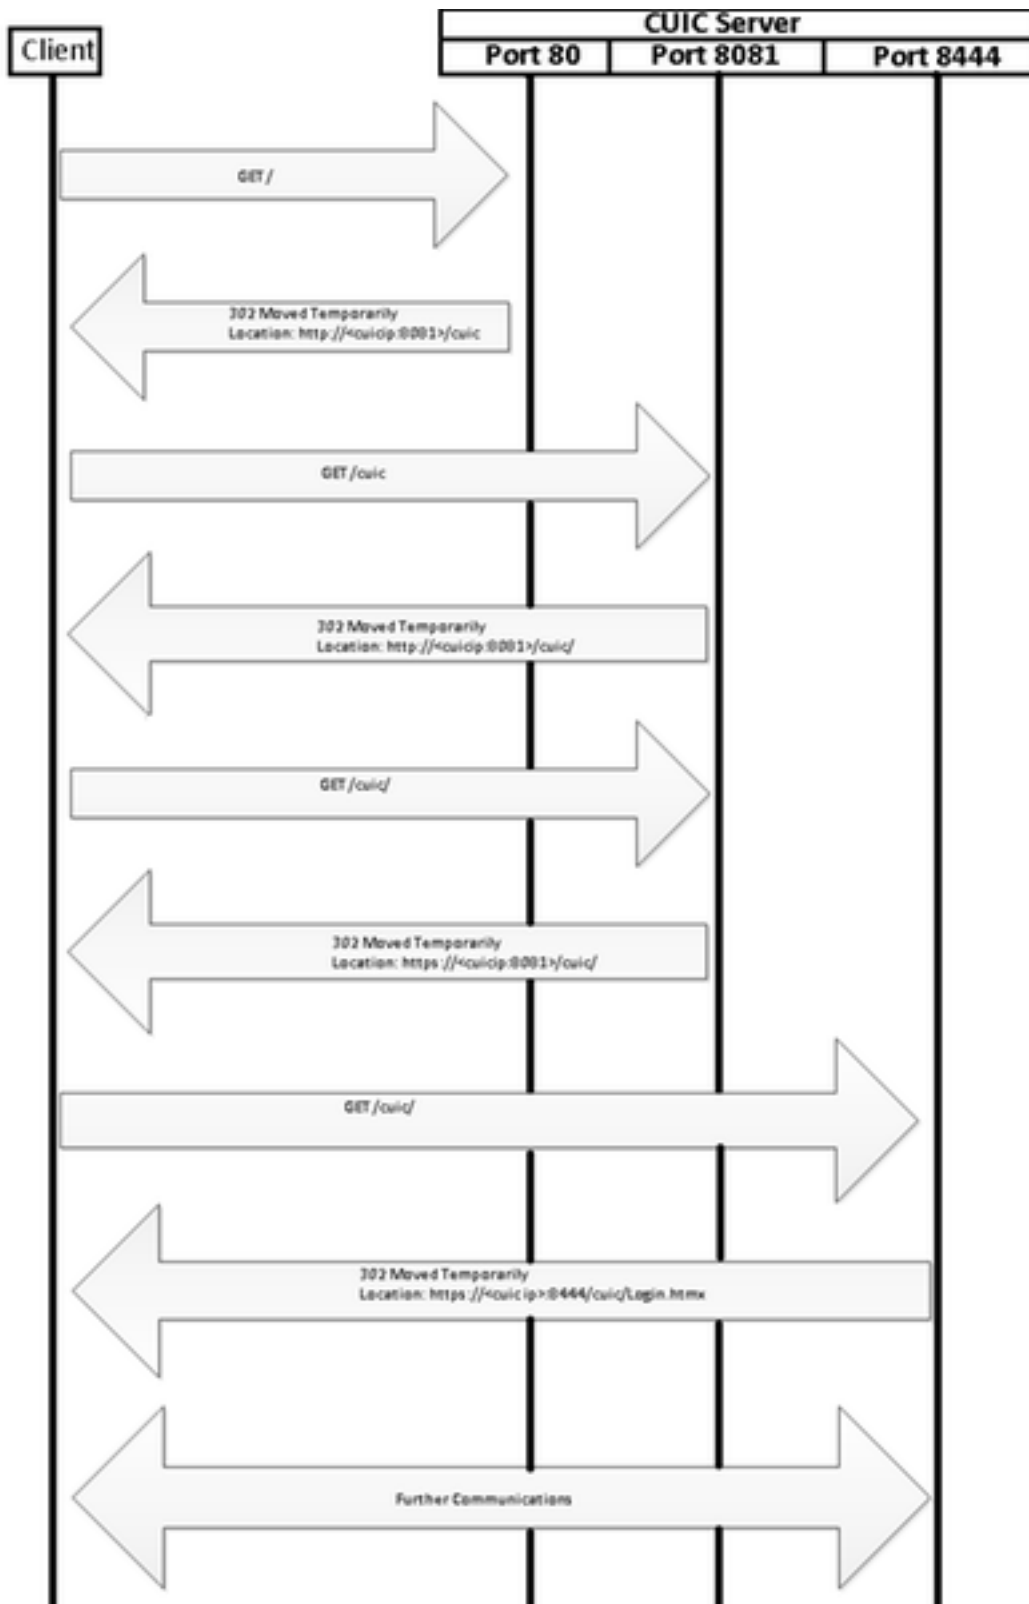 Client
CUIC Server
Port 80
Port 8081
Port 8444
GET /
302 Moved Temporarily
Location: http://<cuicip:8081>/cuic
GET /cuic
302 Moved Temporarily
Location: http://<cuicip:8081>/cuic/
GET /cuic/
302 Moved Temporarily
Location: https://<cuicip:8081>/cuic/
GET /cuic/
302 Moved Temporarily
Location: https://<cuicip>:8444/cuic/Login.htmx
Further Communications